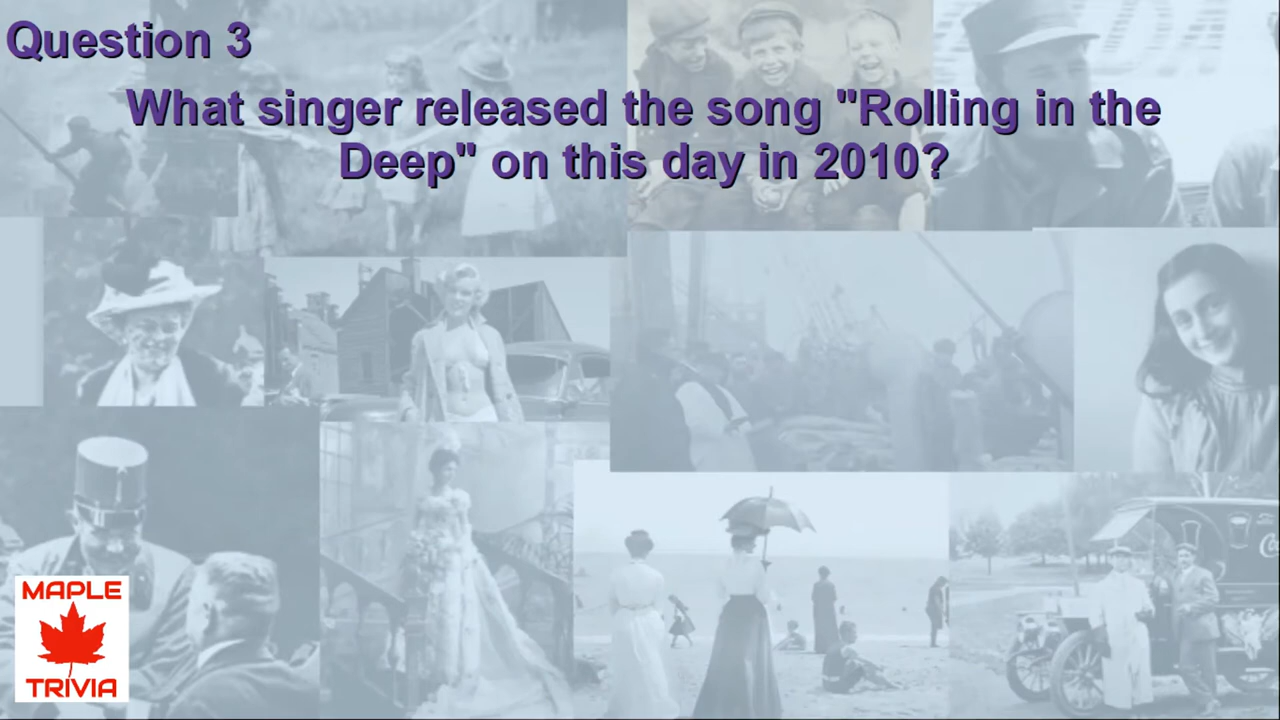 Question 3
What singer released the song "Rolling in the
Deep" on this day in 2010?
MAPLE
TRIVIA